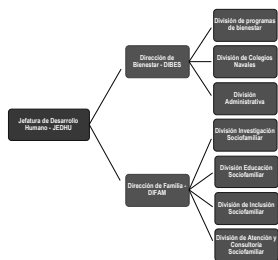 Jefatura de Desarrollo
Humano - JEDHU
Dirección de
Bienestar - DIBES
División de programas
de bienestar
División de Colegios
Navales
División
Administrativa
Dirección de Familia -
DIFAM
División Investigación
Sociofamiliar
División Educación
Sociofamiliar
División de Inclusión
Sociofamiliar
División de Atención y
Consultoría
Sociofamiliar